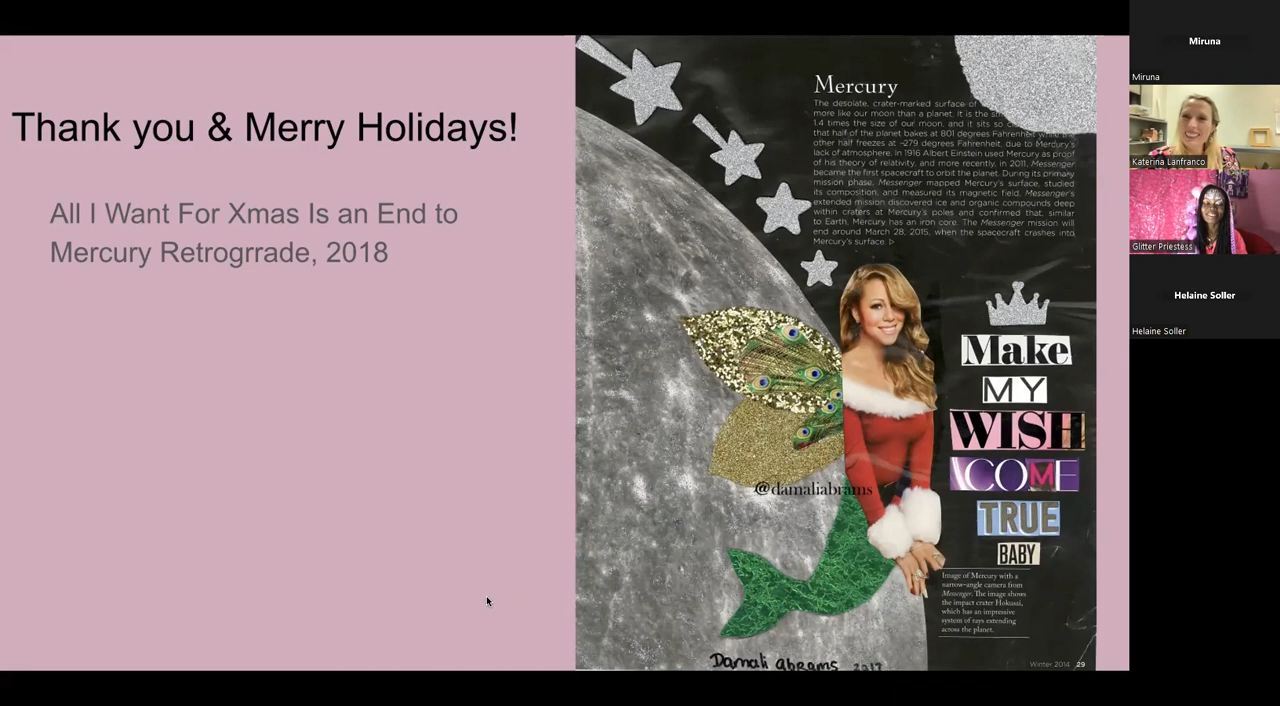 Thank you & Merry Holidays!
All I Want For Xmas Is an End to
Mercury Retrogrrade, 2018
Mercury
The desolate, crater-marked surface of
more like our moon than a planet. It is the
1.4 times the size of our moon, and it sits so
that half of the planet bakes at 801 degrees Fahrenheit while the
other half freezes at -279 degrees Fahrenheit, due to Mercury's
lack of atmosphere. In 1916 Albert Einstein used Mercury as proof
of his theory of relativity, and more recently, in 2011, Messenger
became the first spacecraft to orbit the planet. During its primary
mission phase, Messenger mapped Mercury's surface, studied
its composition, and measured its magnetic field. Messenger's
extended mission discovered ice and organic compounds deep
within craters at Mercury's poles and confirmed that, similar
to Earth, Mercury has an iron core. The Messenger mission will
end around March 28, 2015, when the spacecraft crashes into
Mercury's surface.
Make
MY
WISH
COME
TRUE
BABY
@damaliabrams
Image of Mercury with a
narrow-angle camera from
Messenger. The image shows
the impact crater Hokusai,
which has an impressive
system of rays extending
across the planet.
Damali abrams 2017
Winter 2014 29
Miruna
Miruna
Katerina Lanfranco
Glitter Priestess
Helaine Soller
Helaine Soller